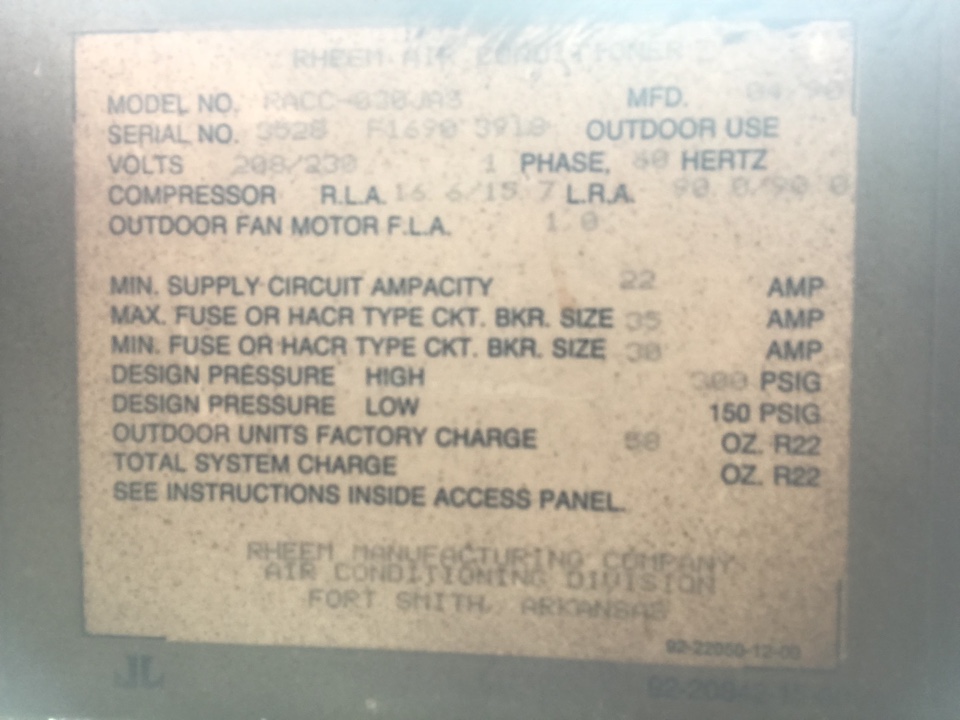 RHEEM AIR CONDITIONER
MODEL NO. RACC-030JAS MFD. 04/90
SERIAL NO. 3528 F1690 3918 OUTDOOR USE
VOLTS 208/230 1 PHASE, 60 HERTZ
COMPRESSOR R.L.A. 16.6/15.7 L.R.A. 90.0/90.0
OUTDOOR FAN MOTOR F.L.A. 1.0
MIN. SUPPLY CIRCUIT AMPACITY 22 AMP
MAX. FUSE OR HACR TYPE CKT. BKR. SIZE 35 AMP
MIN. FUSE OR HACR TYPE CKT. BKR. SIZE 30 AMP
DESIGN PRESSURE HIGH 300 PSIG
DESIGN PRESSURE LOW 150 PSIG
OUTDOOR UNITS FACTORY CHARGE 58 OZ. R22
TOTAL SYSTEM CHARGE OZ. R22
SEE INSTRUCTIONS INSIDE ACCESS PANEL.
RHEEM MANUFACTURING COMPANY
AIR CONDITIONING DIVISION
FORT SMITH, ARKANSAS
92-22050-12-00